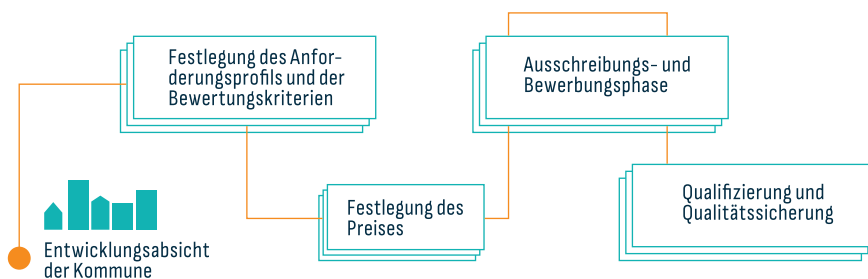 Entwicklungsabsicht
der Kommune
Festlegung des Anfor-
derungsprofils und der
Bewertungskriterien
Festlegung des
Preises
Ausschreibungs- und
Bewerbungsphase
Qualifizierung und
Qualitätssicherung